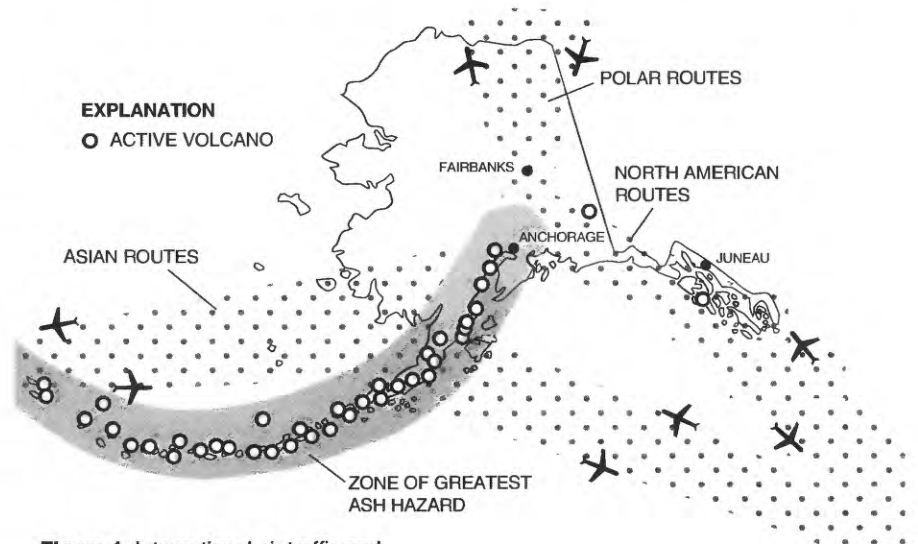 POLAR ROUTES
EXPLANATION
ACTIVE VOLCANO
FAIRBANKS
NORTH AMERICAN
ROUTES
ANCHORAGE
JUNEAU
ASIAN ROUTES
ZONE OF GREATEST
ASH HAZARD